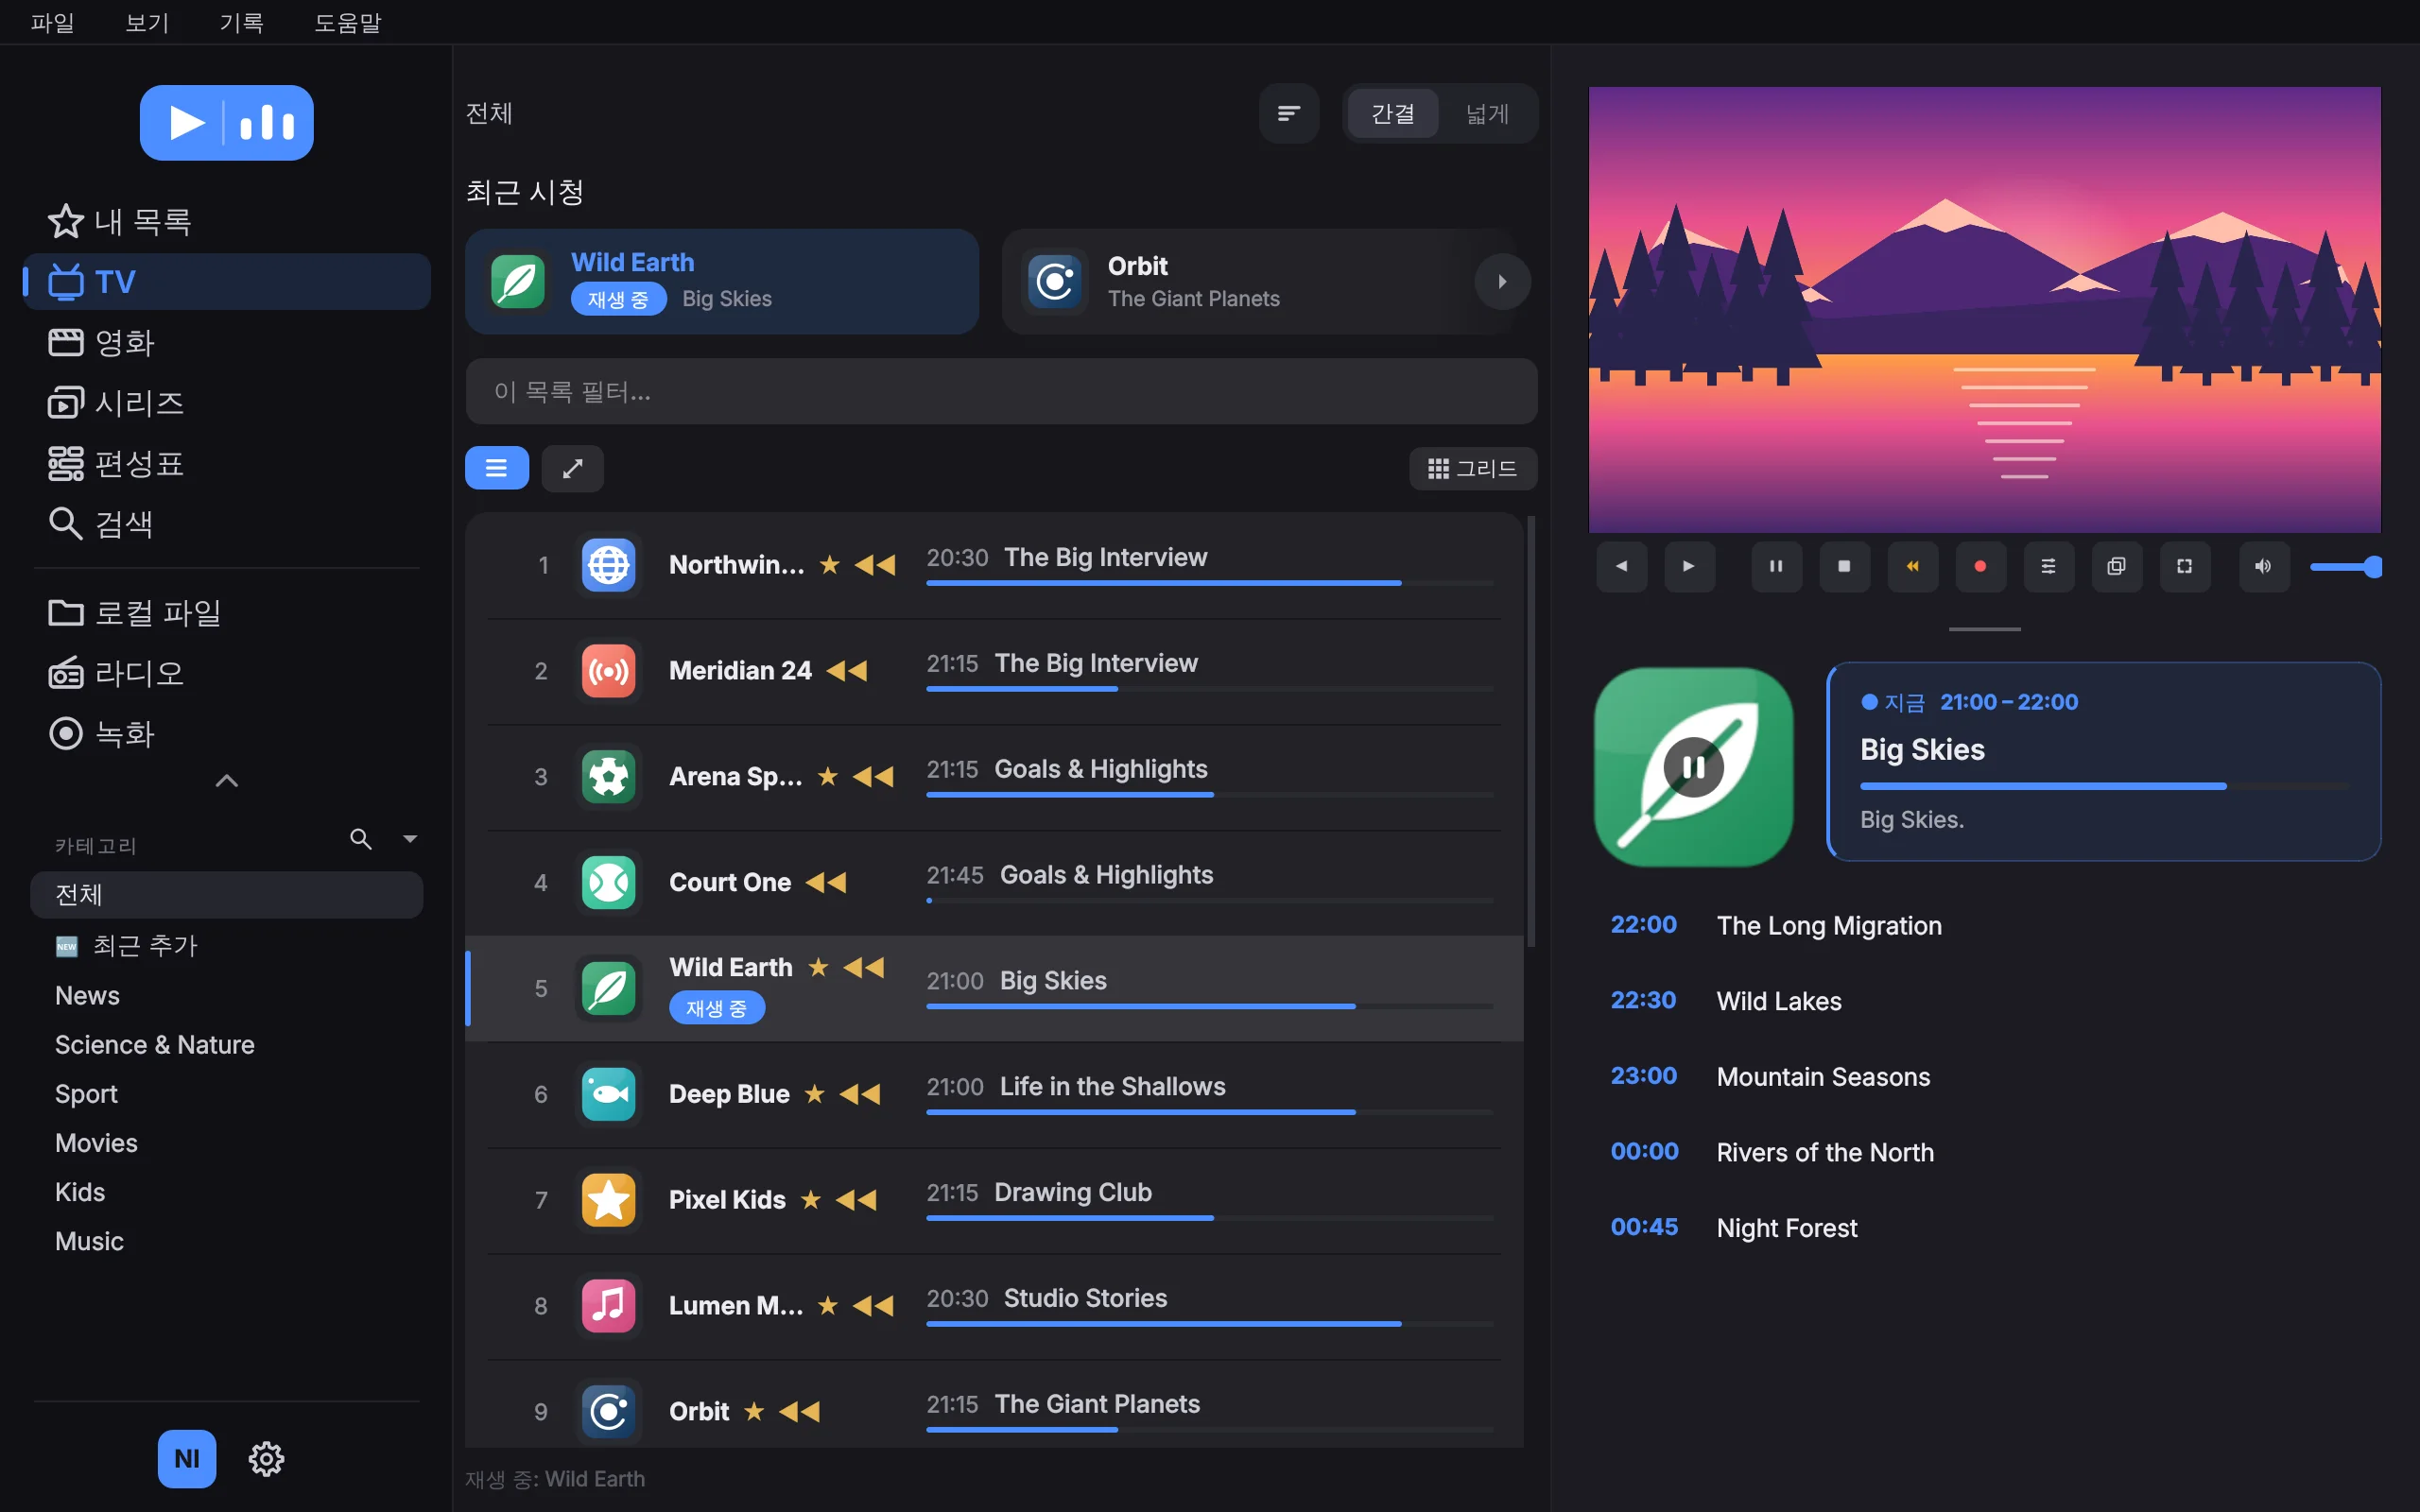 파일 보기 기록 도움말
내 목록
TV
영화
시리즈
편성표
검색
로컬 파일
라디오
녹화
카테고리
전체
NEW 최근 추가
News
Science & Nature
Sport
Movies
Kids
Music
NI
전체
간결 넓게
최근 시청
Wild Earth
재생 중 Big Skies
Orbit
The Giant Planets
이 목록 필터...
그리드
1 Northwin... 20:30 The Big Interview
2 Meridian 24 21:15 The Big Interview
3 Arena Sp... 21:15 Goals & Highlights
4 Court One 21:45 Goals & Highlights
5 Wild Earth 21:00 Big Skies
재생 중
6 Deep Blue 21:00 Life in the Shallows
7 Pixel Kids 21:15 Drawing Club
8 Lumen M... 20:30 Studio Stories
9 Orbit 21:15 The Giant Planets
재생 중: Wild Earth
지금 21:00 – 22:00
Big Skies
Big Skies.
22:00 The Long Migration
22:30 Wild Lakes
23:00 Mountain Seasons
00:00 Rivers of the North
00:45 Night Forest